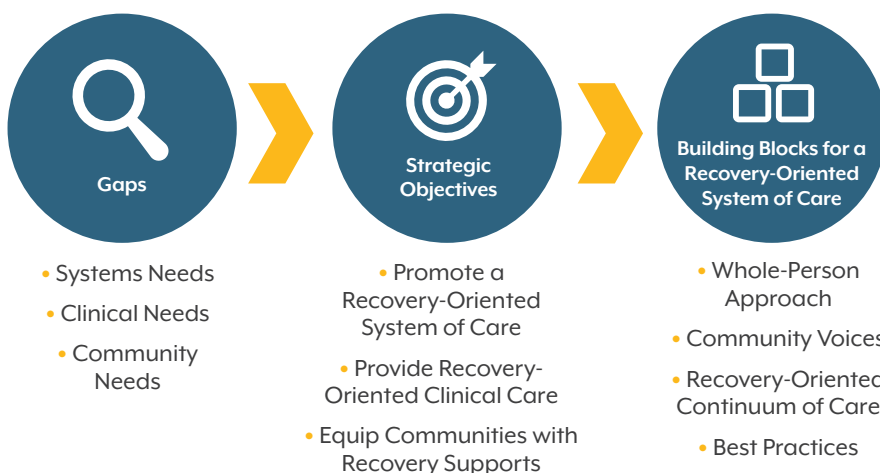 Gaps
• Systems Needs
• Clinical Needs
• Community
Needs
Strategic
Objectives
• Promote a
Recovery-Oriented
System of Care
• Provide Recovery-
Oriented Clinical Care
• Equip Communities with
Recovery Supports
Building Blocks for a
Recovery-Oriented
System of Care
• Whole-Person
Approach
• Community Voices
• Recovery-Oriented
Continuum of Care
• Best Practices